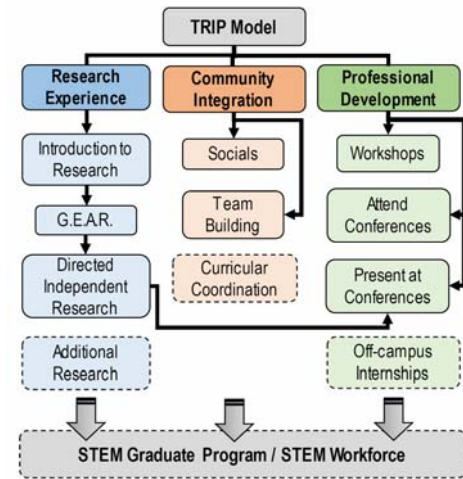 TRIP Model
Research
Experience
Community
Integration
Professional
Development
Introduction to
Research
Socials
Workshops
G.E.A.R.
Team
Building
Attend
Conferences
Directed
Independent
Research
Curricular
Coordination
Present at
Conferences
Additional
Research
Off-campus
Internships
STEM Graduate Program / STEM Workforce